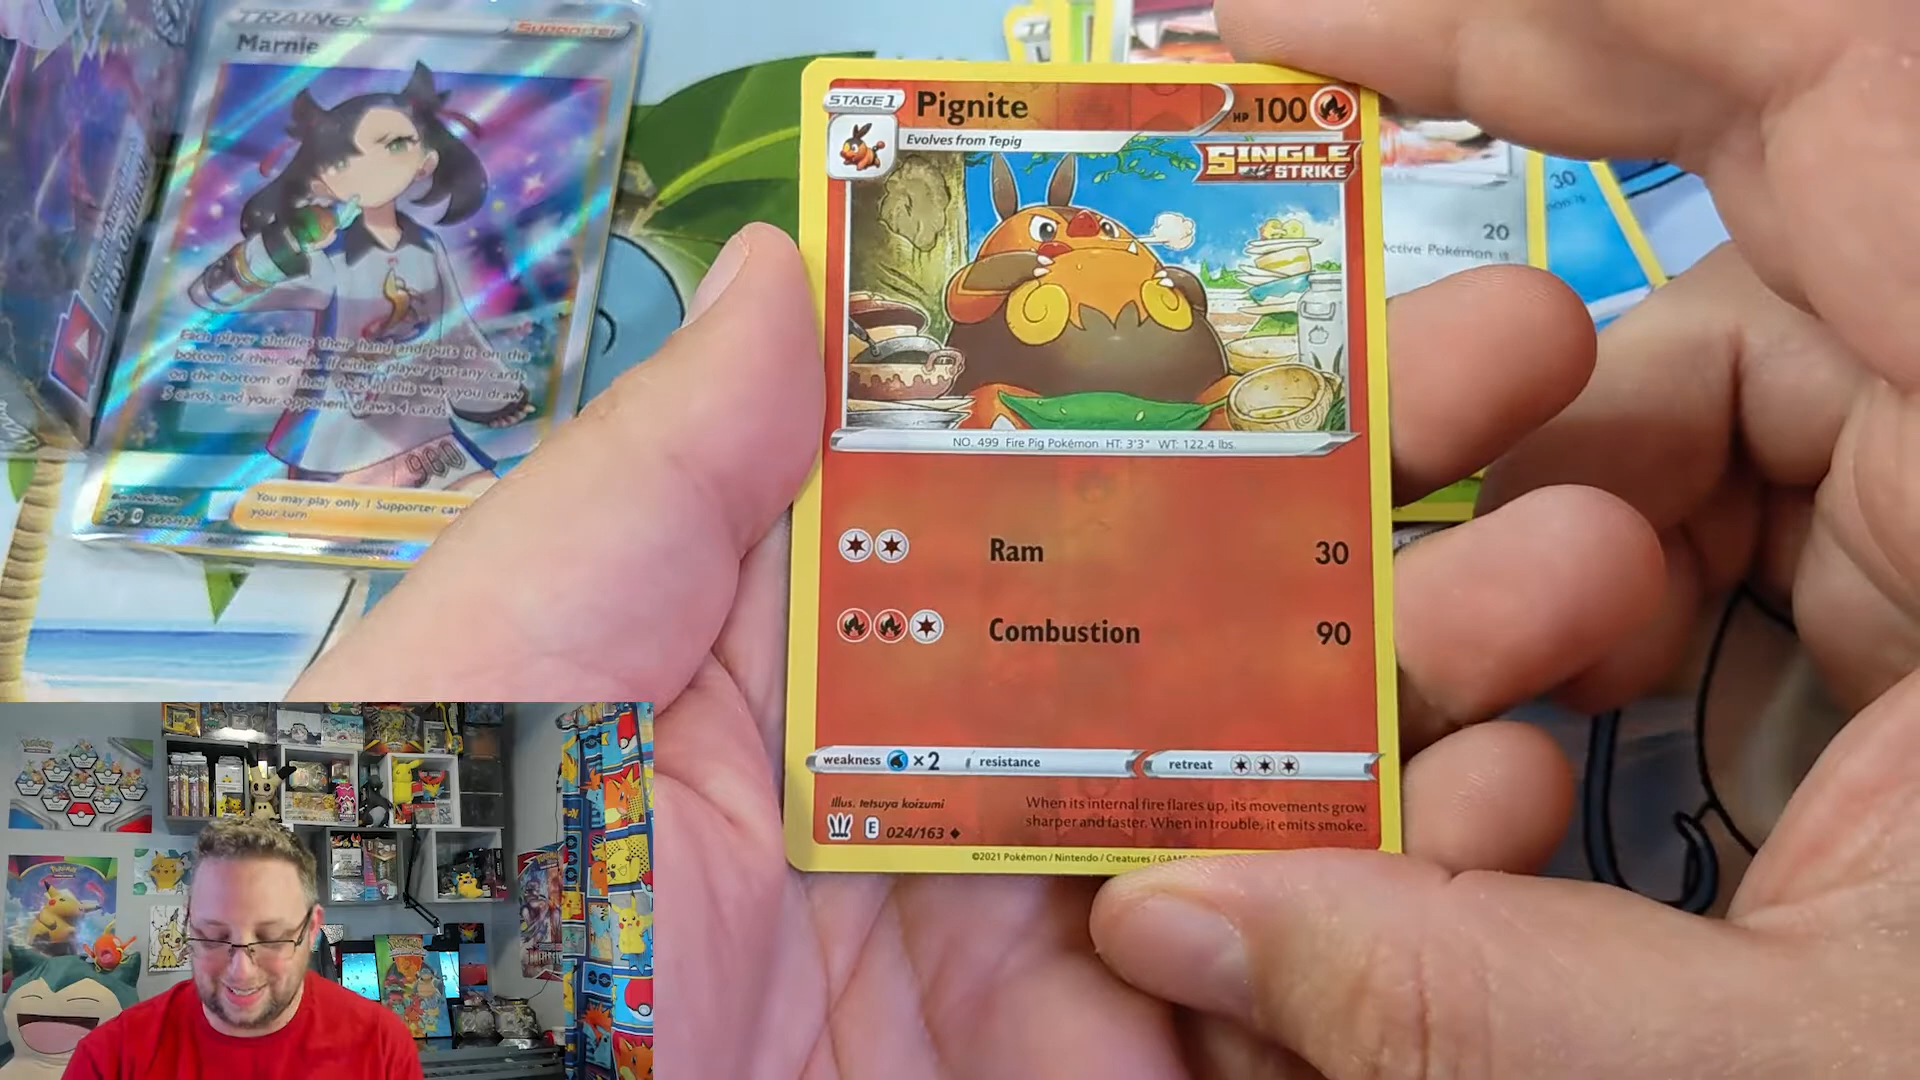 TRAINER
Supporter
Marnie
Each player shuffles their hand and puts it on the
bottom of their deck. If either player put any cards
on the bottom of their deck in this way, you draw
5 cards, and your opponent draws 4 cards.
960
You may play only 1 Supporter card
your turn.
STAGE 1
Pignite
HP 100
Evolves from Tepig
SINGLE
STRIKE
NO. 499 Fire Pig Pokémon HT: 3'3" WT: 122.4 lbs.
Ram 30
Combustion 90
weakness ×2 resistance retreat
Illus. tetsuya koizumi
When its internal fire flares up, its movements grow
sharper and faster. When in trouble, it emits smoke.
E 024/163
©2021 Pokémon / Nintendo / Creatures /
20
Active Pokémon is
30